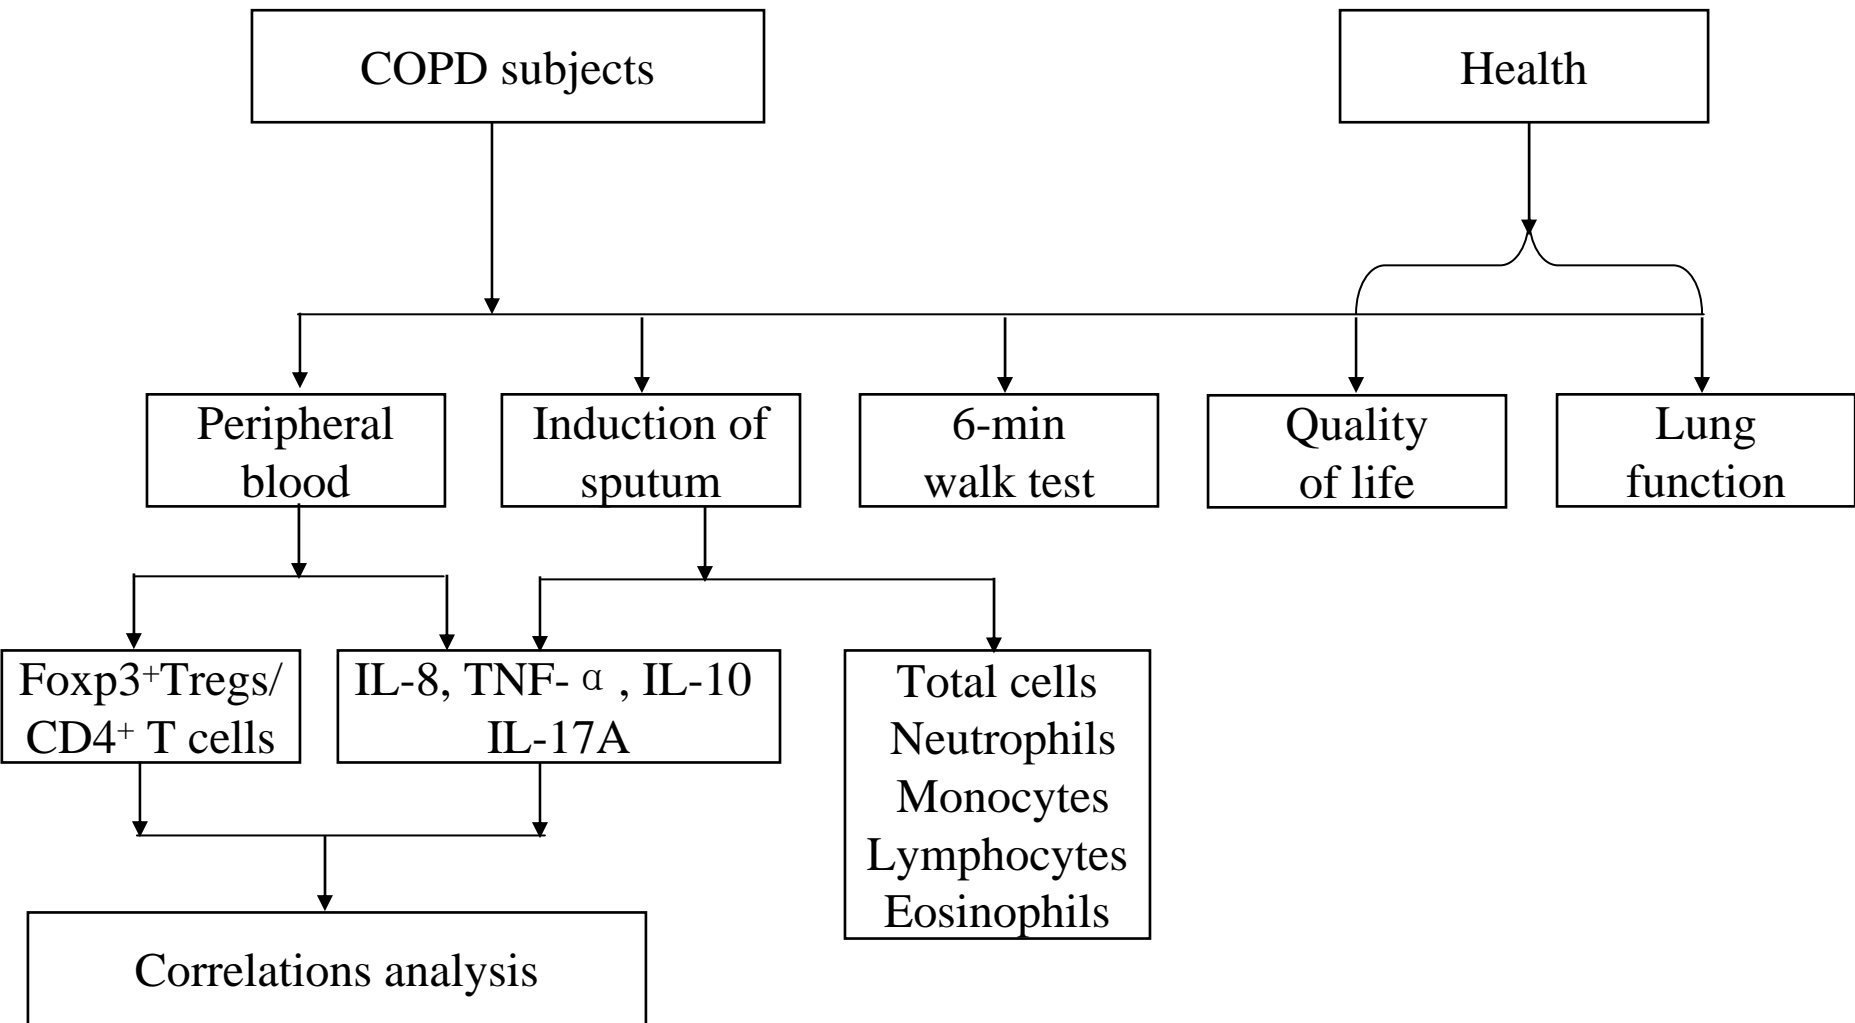 COPD subjects
Health
Peripheral
blood
Induction of
sputum
6-min
walk test
Quality
of life
Lung
function
Foxp3⁺Tregs/
CD4⁺ T cells
IL-8, TNF- α , IL-10
IL-17A
Total cells
Neutrophils
Monocytes
Lymphocytes
Eosinophils
Correlations analysis